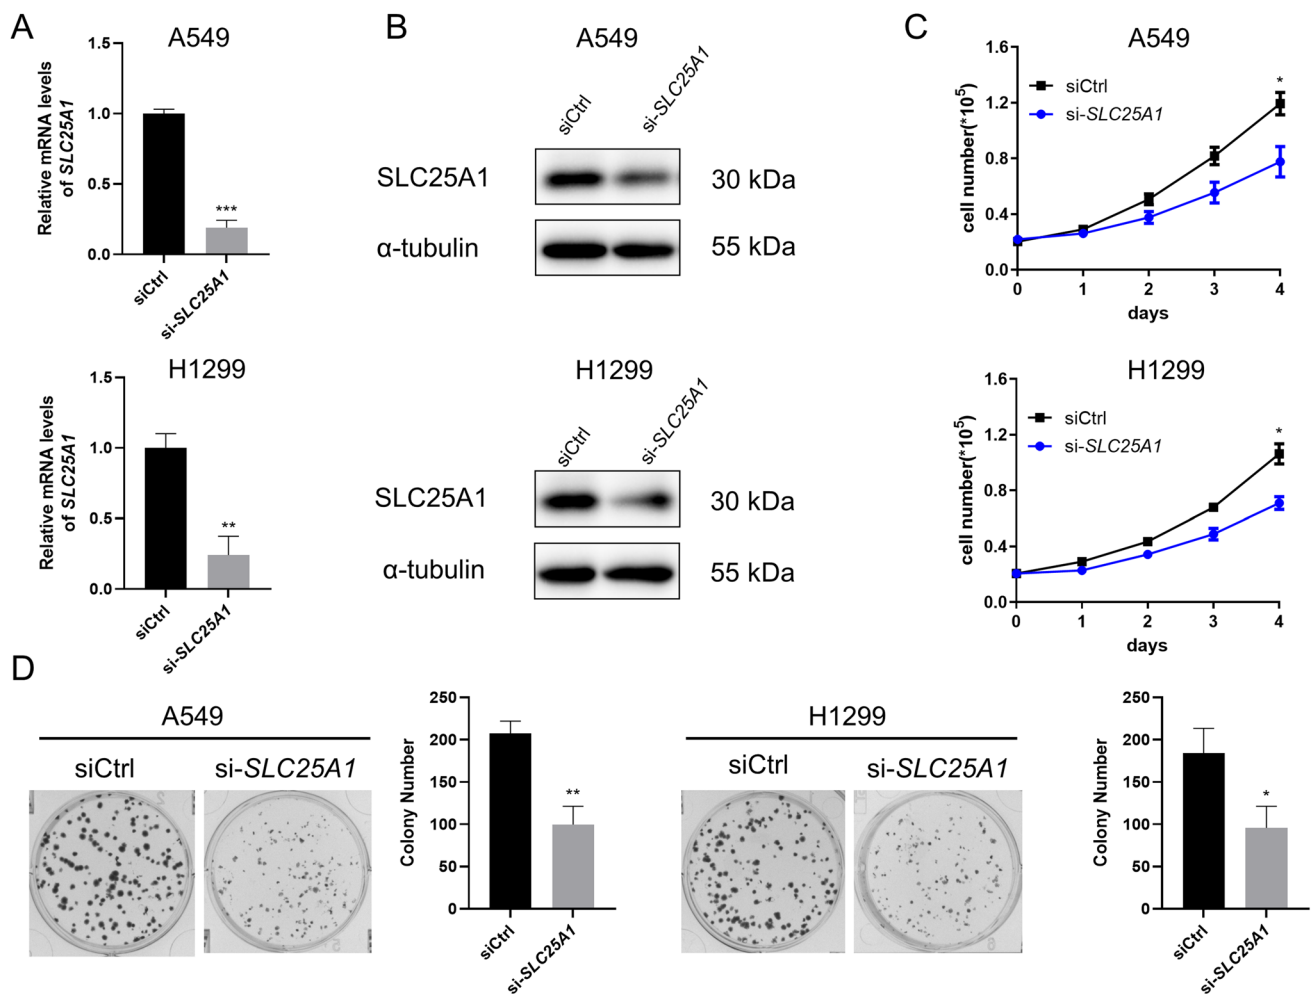 A
A549
Relative mRNA levels
of SLC25A1
1.5
1.0
0.5
0.0
***
siCtrl
si-SLC25A1
H1299
Relative mRNA levels
of SLC25A1
1.5
1.0
0.5
0.0
**
siCtrl
si-SLC25A1
B
A549
siCtrl
si-SLC25A1
SLC25A1
30 kDa
α-tubulin
55 kDa
H1299
siCtrl
si-SLC25A1
SLC25A1
30 kDa
α-tubulin
55 kDa
C
A549
cell number(*10⁵)
1.6
1.2
0.8
0.4
0.0
siCtrl
si-SLC25A1
*
0 1 2 3 4
days
H1299
cell number(*10⁵)
1.6
1.2
0.8
0.4
0.0
siCtrl
si-SLC25A1
*
0 1 2 3 4
days
D
A549
siCtrl
si-SLC25A1
Colony Number
250
200
150
100
50
0
**
siCtrl
si-SLC25A1
H1299
siCtrl
si-SLC25A1
Colony Number
250
200
150
100
50
0
*
siCtrl
si-SLC25A1